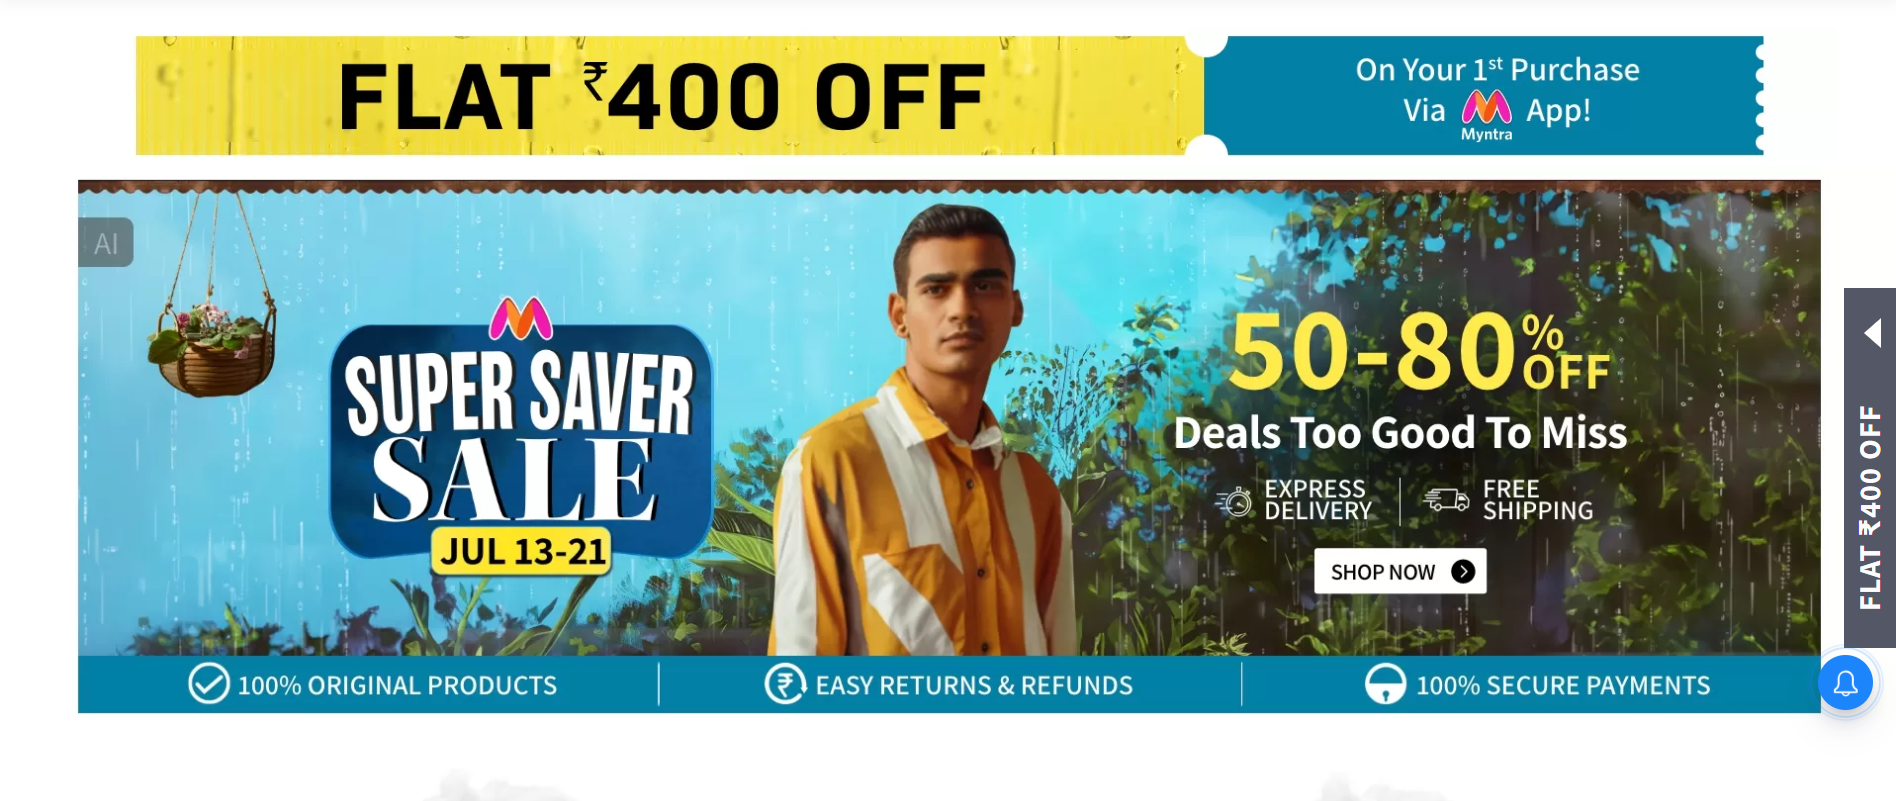 FLAT ₹400 OFF
On Your 1st Purchase
Via Myntra App!
AI
SUPER SAVER
SALE
JUL 13-21
50-80% OFF
Deals Too Good To Miss
EXPRESS
DELIVERY
FREE
SHIPPING
SHOP NOW
100% ORIGINAL PRODUCTS
EASY RETURNS & REFUNDS
100% SECURE PAYMENTS
FLAT ₹400 OFF